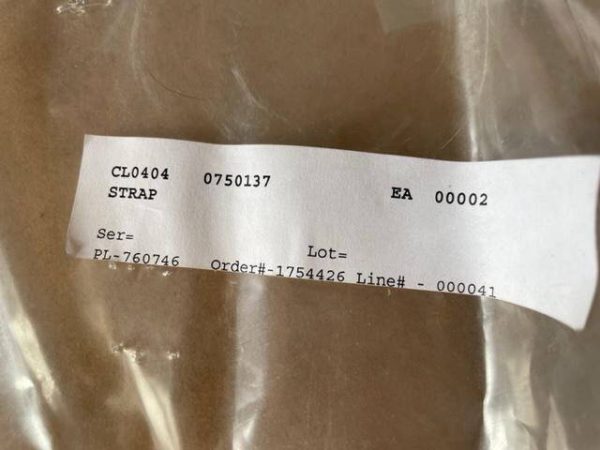 CL0404 0750137 EA 00002
STRAP
Ser= Lot=
PL-760746 Order#-1754426 Line# - 000041